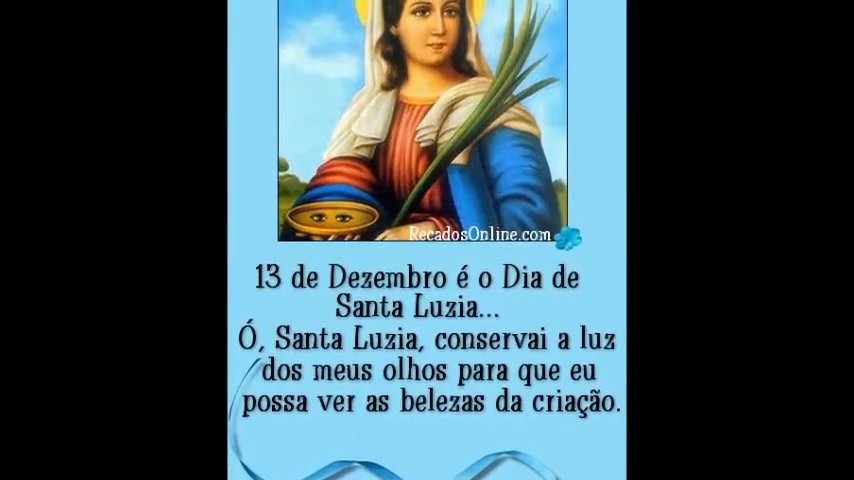 RecadosOnline.com
13 de Dezembro é o Dia de
Santa Luzia...
Ó, Santa Luzia, conservai a luz
dos meus olhos para que eu
possa ver as belezas da criação.